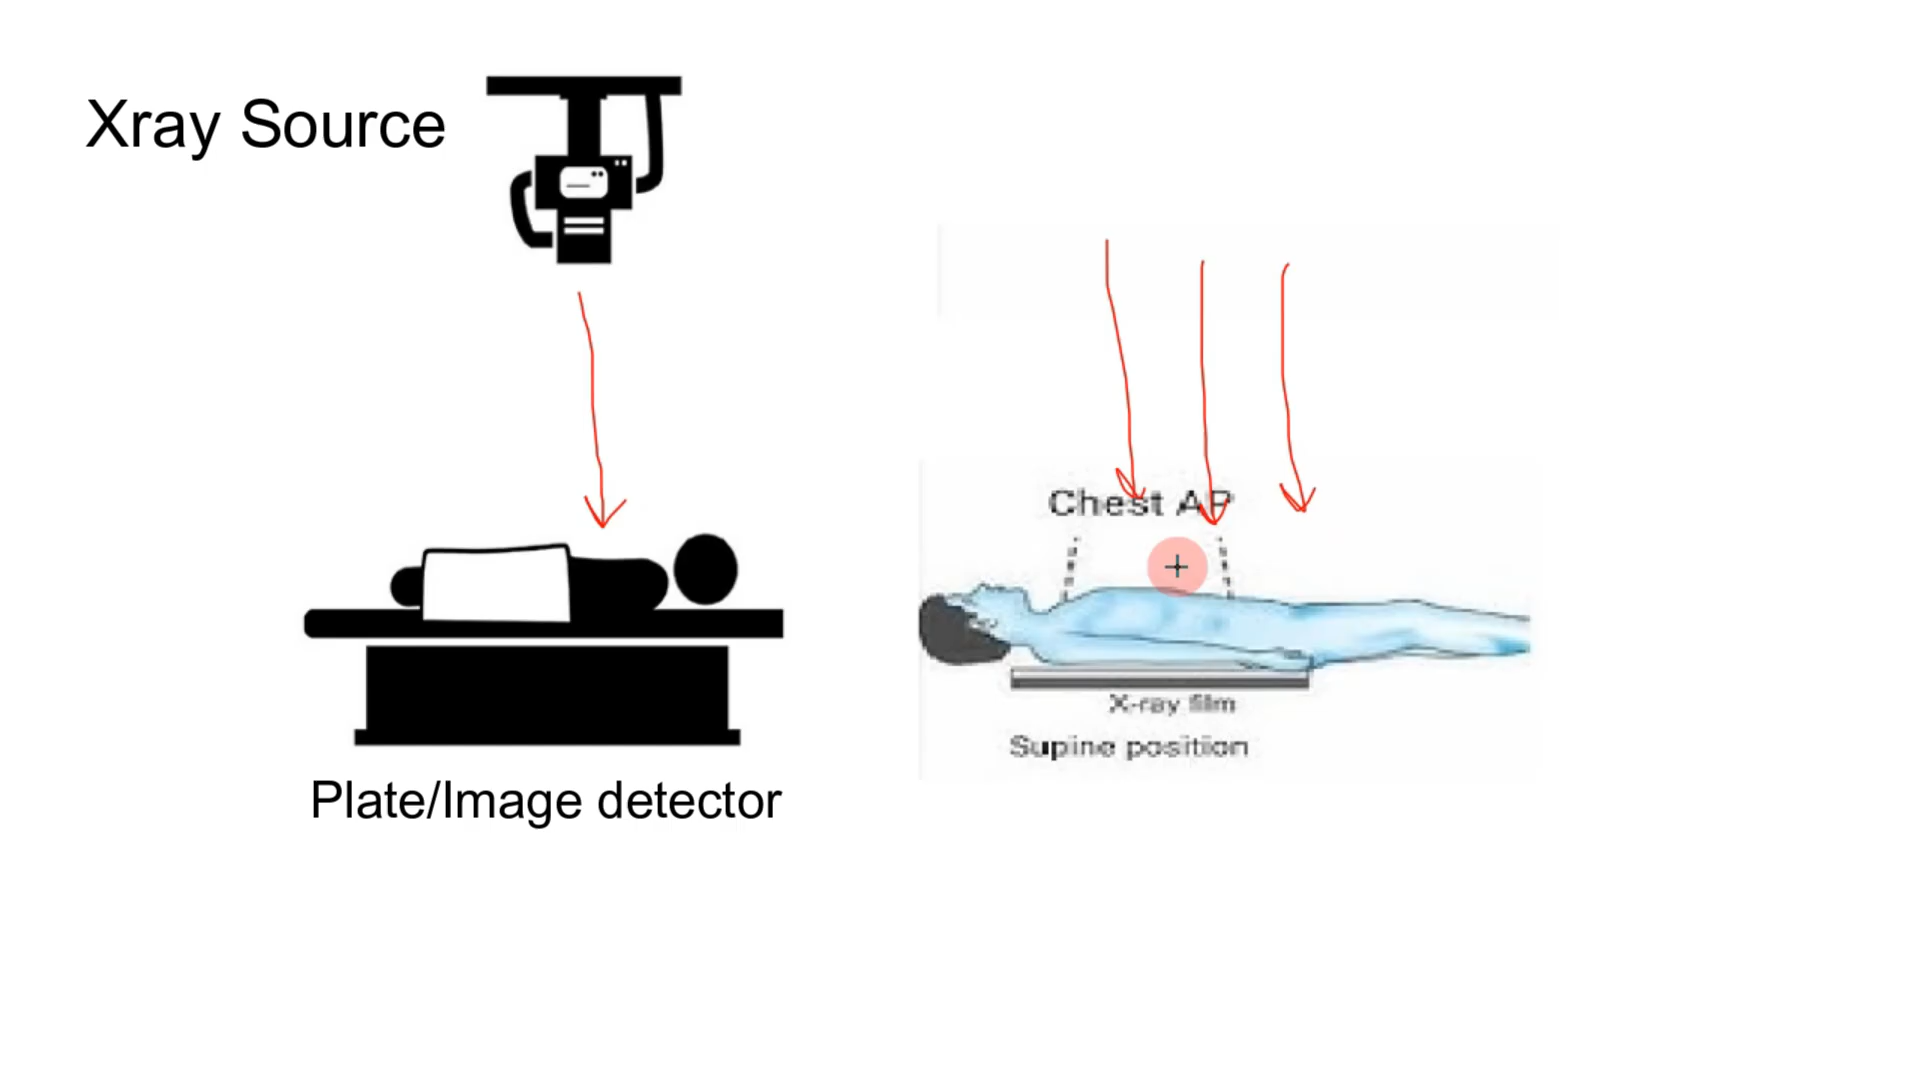 Xray Source
Chest AP
X-ray film
Supine position
Plate/Image detector